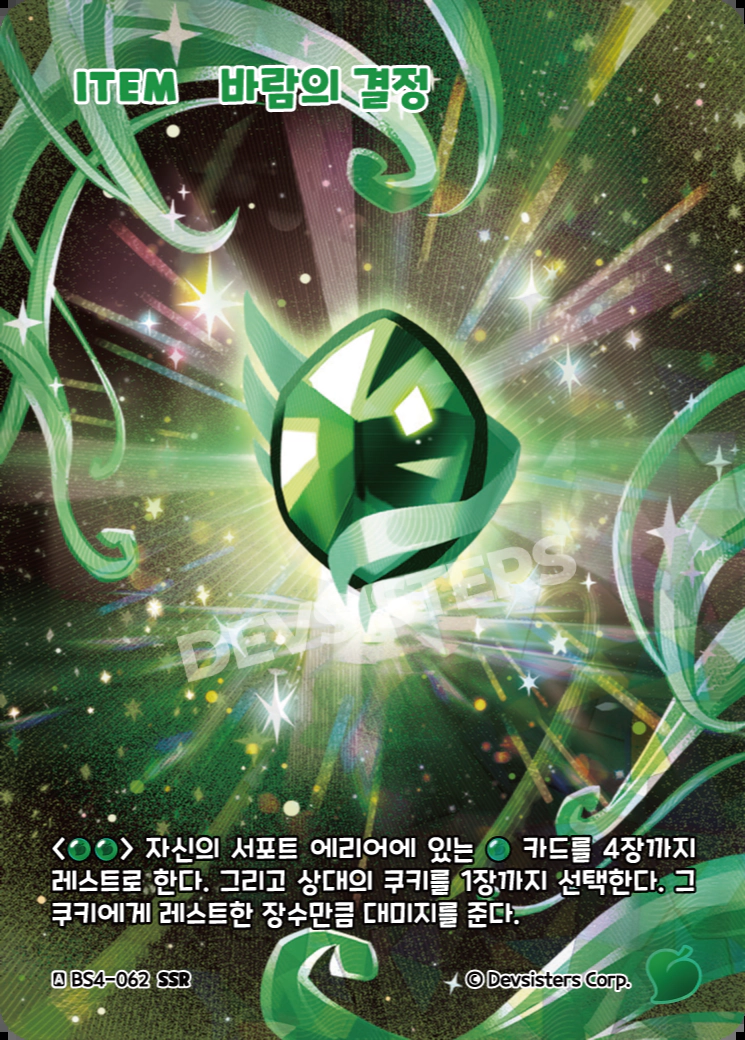 ITEM 바람의 결정
DEVSISTEPS
<●●> 자신의 서포트 에리어에 있는 ● 카드를 4장까지
레스트로 한다. 그리고 상대의 쿠키를 1장까지 선택한다. 그
쿠키에게 레스트한 장수만큼 대미지를 준다.
A BS4-062 SSR © Devsisters Corp.